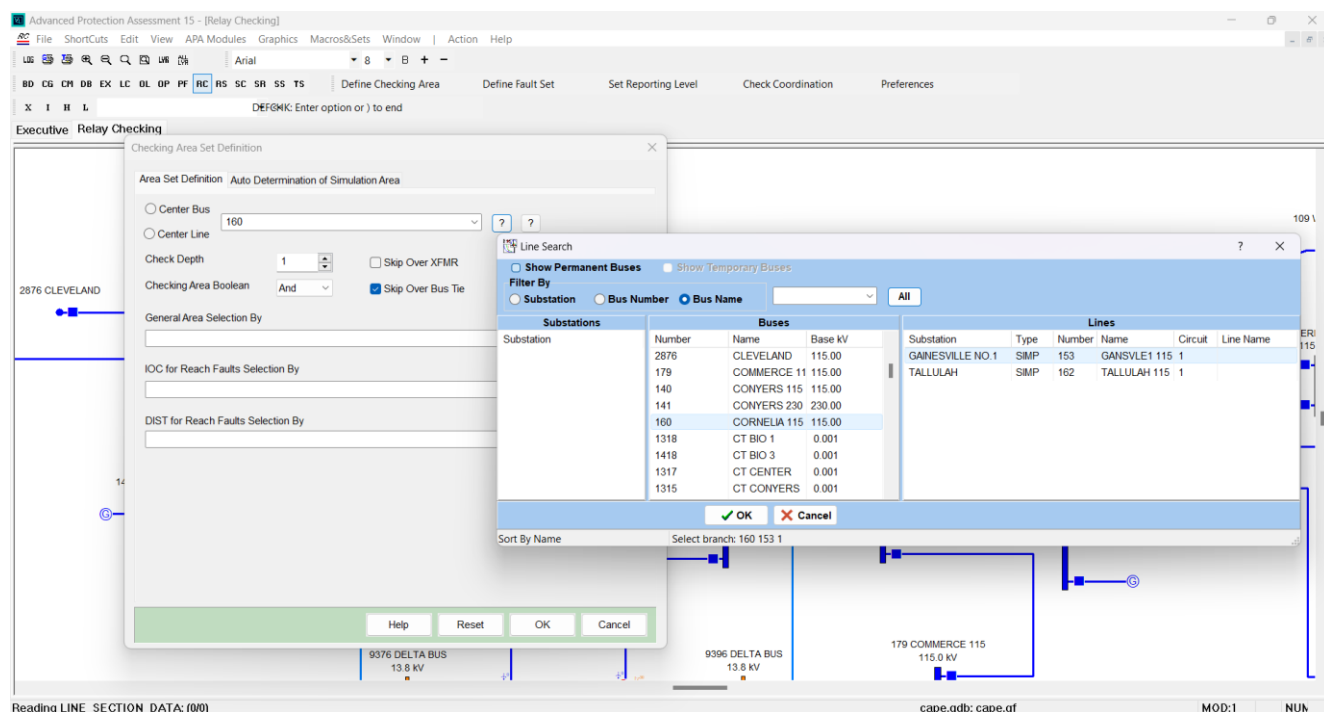 Advanced Protection Assessment 15 - [Relay Checking]
File ShortCuts Edit View APA Modules Graphics Macros&Sets Window | Action Help
Arial 8 B + -
BD CG CM DB EX LC OL OP PF RC RS SC SR SS TS Define Checking Area Define Fault Set Set Reporting Level Check Coordination Preferences
X I H L
: Enter option or ) to end
Executive Relay Checking
Checking Area Set Definition
Area Set Definition Auto Determination of Simulation Area
Center Bus
160 ? ?
Center Line
Check Depth 1 Skip Over XFMR
Checking Area Boolean And Skip Over Bus Tie
General Area Selection By
IOC for Reach Faults Selection By
DIST for Reach Faults Selection By
Help Reset OK Cancel
Line Search ? X
Show Permanent Buses Show Temporary Buses
Filter By
Substation Bus Number Bus Name All
Substations Buses Lines
Substation Number Name Base kV Substation Type Number Name Circuit Line Name
2876 CLEVELAND 115.00 GAINESVILLE NO.1 SIMP 153 GANSVLE1 115 1
179 COMMERCE 11 115.00 TALLULAH SIMP 162 TALLULAH 115 1
140 CONYERS 115 115.00
141 CONYERS 230 230.00
160 CORNELIA 115 115.00
1318 CT BIO 1 0.001
1418 CT BIO 3 0.001
1317 CT CENTER 0.001
1315 CT CONYERS 0.001
OK Cancel
Sort By Name Select branch: 160 153 1
109
2876 CLEVELAND
G
G
9376 DELTA BUS
13.8 kV
9396 DELTA BUS
13.8 kV
179 COMMERCE 115
115.0 kV
Reading LINE_SECTION_DATA: (0/0) cape.gdb: cape.gf MOD:1